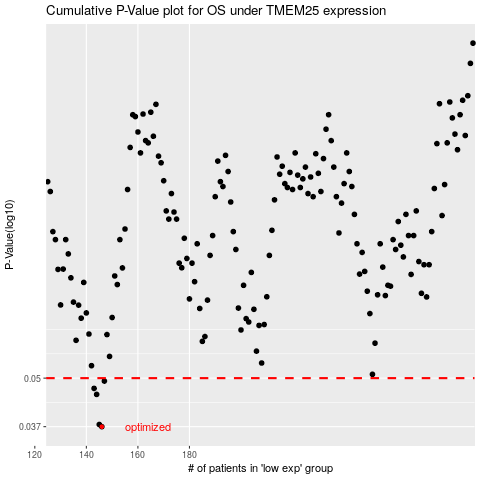 Cumulative P-Value plot for OS under TMEM25 expression
P-Value(log10)
0.05
0.037
optimized
120 140 160 180
# of patients in 'low exp' group